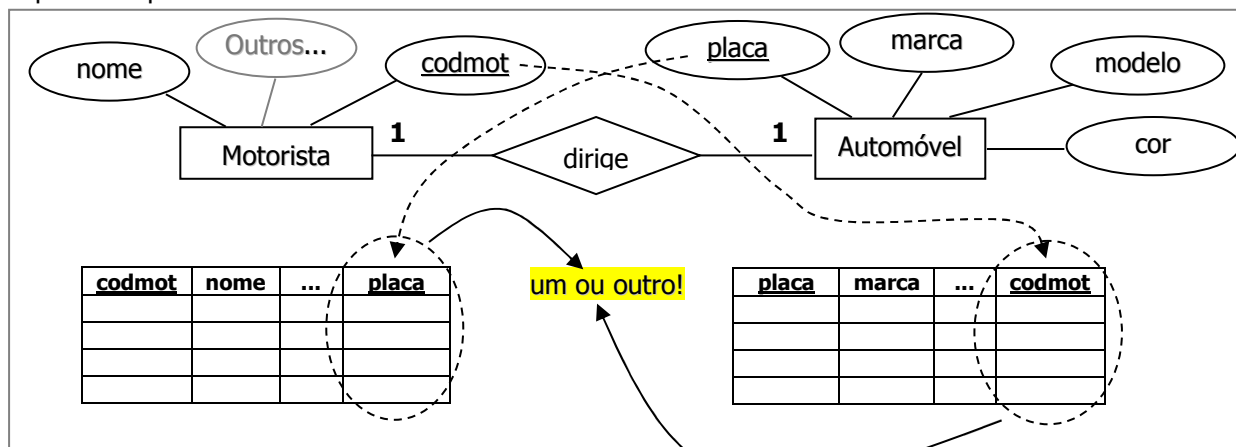 Outros...
nome
codmot
placa
marca
modelo
Motorista
1
dirige
1
Automóvel
cor
codmot nome ... placa
um ou outro!
placa marca ... codmot